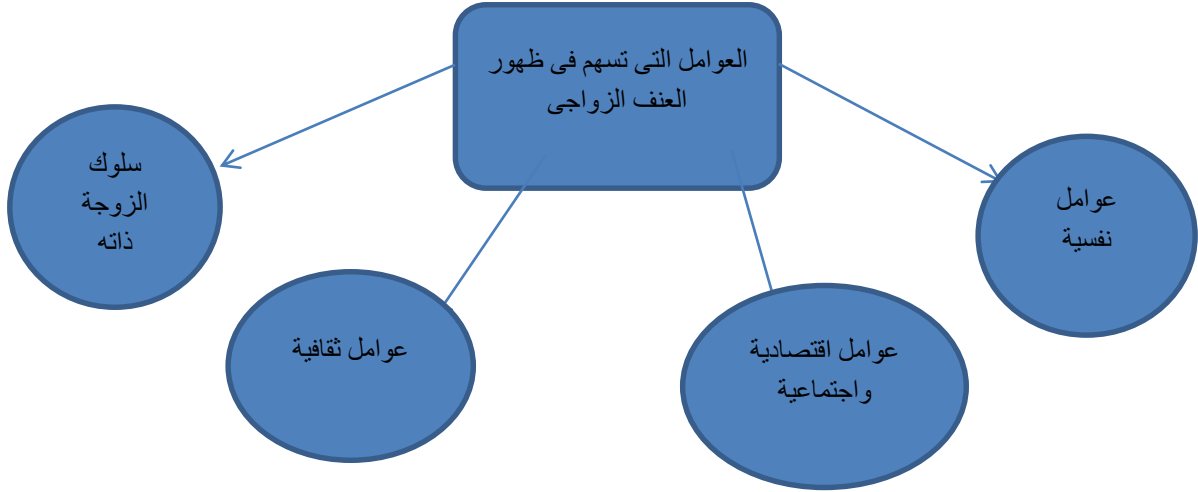 العوامل التى تسهم فى ظهور
العنف الزواجى
عوامل
نفسية
عوامل اقتصادية
واجتماعية
عوامل ثقافية
سلوك
الزوجة
ذاته